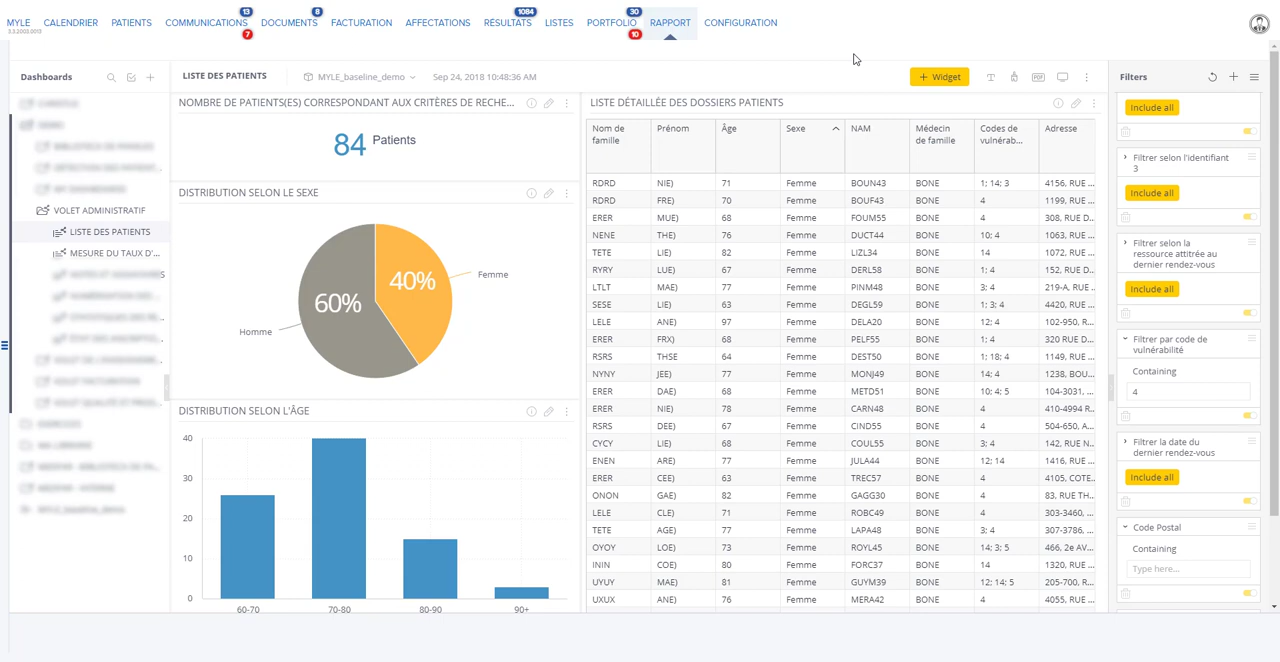 MYLE CALENDRIER PATIENTS COMMUNICATIONS 13 7 DOCUMENTS 8 FACTURATION AFFECTATIONS RÉSULTATS 1084 LISTES PORTFOLIO 30 10 RAPPORT CONFIGURATION
3.3.2003.0013
Dashboards
VOLET ADMINISTRATIF
LISTE DES PATIENTS
MESURE DU TAUX D'...
LISTE DES PATIENTS MYLE_baseline_demo Sep 24, 2018 10:48:36 AM + Widget PDF
NOMBRE DE PATIENTS(ES) CORRESPONDANT AUX CRITÈRES DE RECHE...
84 Patients
DISTRIBUTION SELON LE SEXE
40%
60%
Femme
Homme
DISTRIBUTION SELON L'ÂGE
40
30
20
10
0
60-70 70-80 80-90 90+
LISTE DÉTAILLÉE DES DOSSIERS PATIENTS
Nom de famille Prénom Âge Sexe NAM Médecin de famille Codes de vulnérab... Adresse
RDRD NIE) 71 Femme BOUN43 BONE 1; 14; 3 4156, RUE ...
RDRD FRE) 70 Femme BOUF43 BONE 4 1199, RUE ...
ERER MUE) 68 Femme FOUM55 BONE 4 308, RUE D...
NENE THE) 76 Femme DUCT44 BONE 10; 4 1063, RUE ...
TETE LIE) 82 Femme LIZL34 BONE 14 1072, RUE ...
RYRY LUE) 67 Femme DERL58 BONE 1; 4 152, RUE D...
LTLT MAE) 77 Femme PINM48 BONE 3; 4 219-A, RUE ...
SESE LIE) 63 Femme DEGL59 BONE 1; 3; 4 4420, RUE ...
LELE ANE) 97 Femme DELA20 BONE 12; 4 102-950, R...
ERER FRX) 68 Femme PELF55 BONE 1; 4 320 RUE D...
RSRS THSE 64 Femme DEST50 BONE 1; 18; 4 1149, RUE ...
NYNY JEE) 77 Femme MONJ49 BONE 14; 4 1238, BOU...
ERER DAE) 68 Femme METD51 BONE 10; 4; 5 104-3031, ...
ERER NIE) 78 Femme CARN48 BONE 4 410-4994 R...
RSRS DEE) 67 Femme CIND55 BONE 4 504-650, A...
CYCY LIE) 68 Femme COUL55 BONE 3; 4 142, RUE N...
ENEN ARE) 77 Femme JULA44 BONE 12; 14 1416, RUE ...
ERER CEE) 63 Femme TREC57 BONE 4 4105, COTE...
ONON GAE) 82 Femme GAGG30 BONE 4 83, RUE TH...
LELE CLE) 71 Femme ROBC49 BONE 4 303-3460, ...
TETE AGE) 77 Femme LAPA48 BONE 3; 4 307-3786, ...
OYOY LOE) 73 Femme ROYL45 BONE 14; 3; 5 466, 2e AV...
ININ COE) 80 Femme FORC37 BONE 14 1320, RUE ...
UYUY MAE) 81 Femme GUYM39 BONE 12; 14; 5 205-700, R...
UXUX ANE) 76 Femme MERA42 BONE 4 4055, RUE ...
Filters
Include all
Filtrer selon l'identifiant
3
Include all
Filtrer selon la
ressource attitrée au
dernier rendez-vous
Include all
Filtrer par code de
vulnérabilité
Containing
4
Filtrer la date du
dernier rendez-vous
Include all
Code Postal
Containing
Type here...